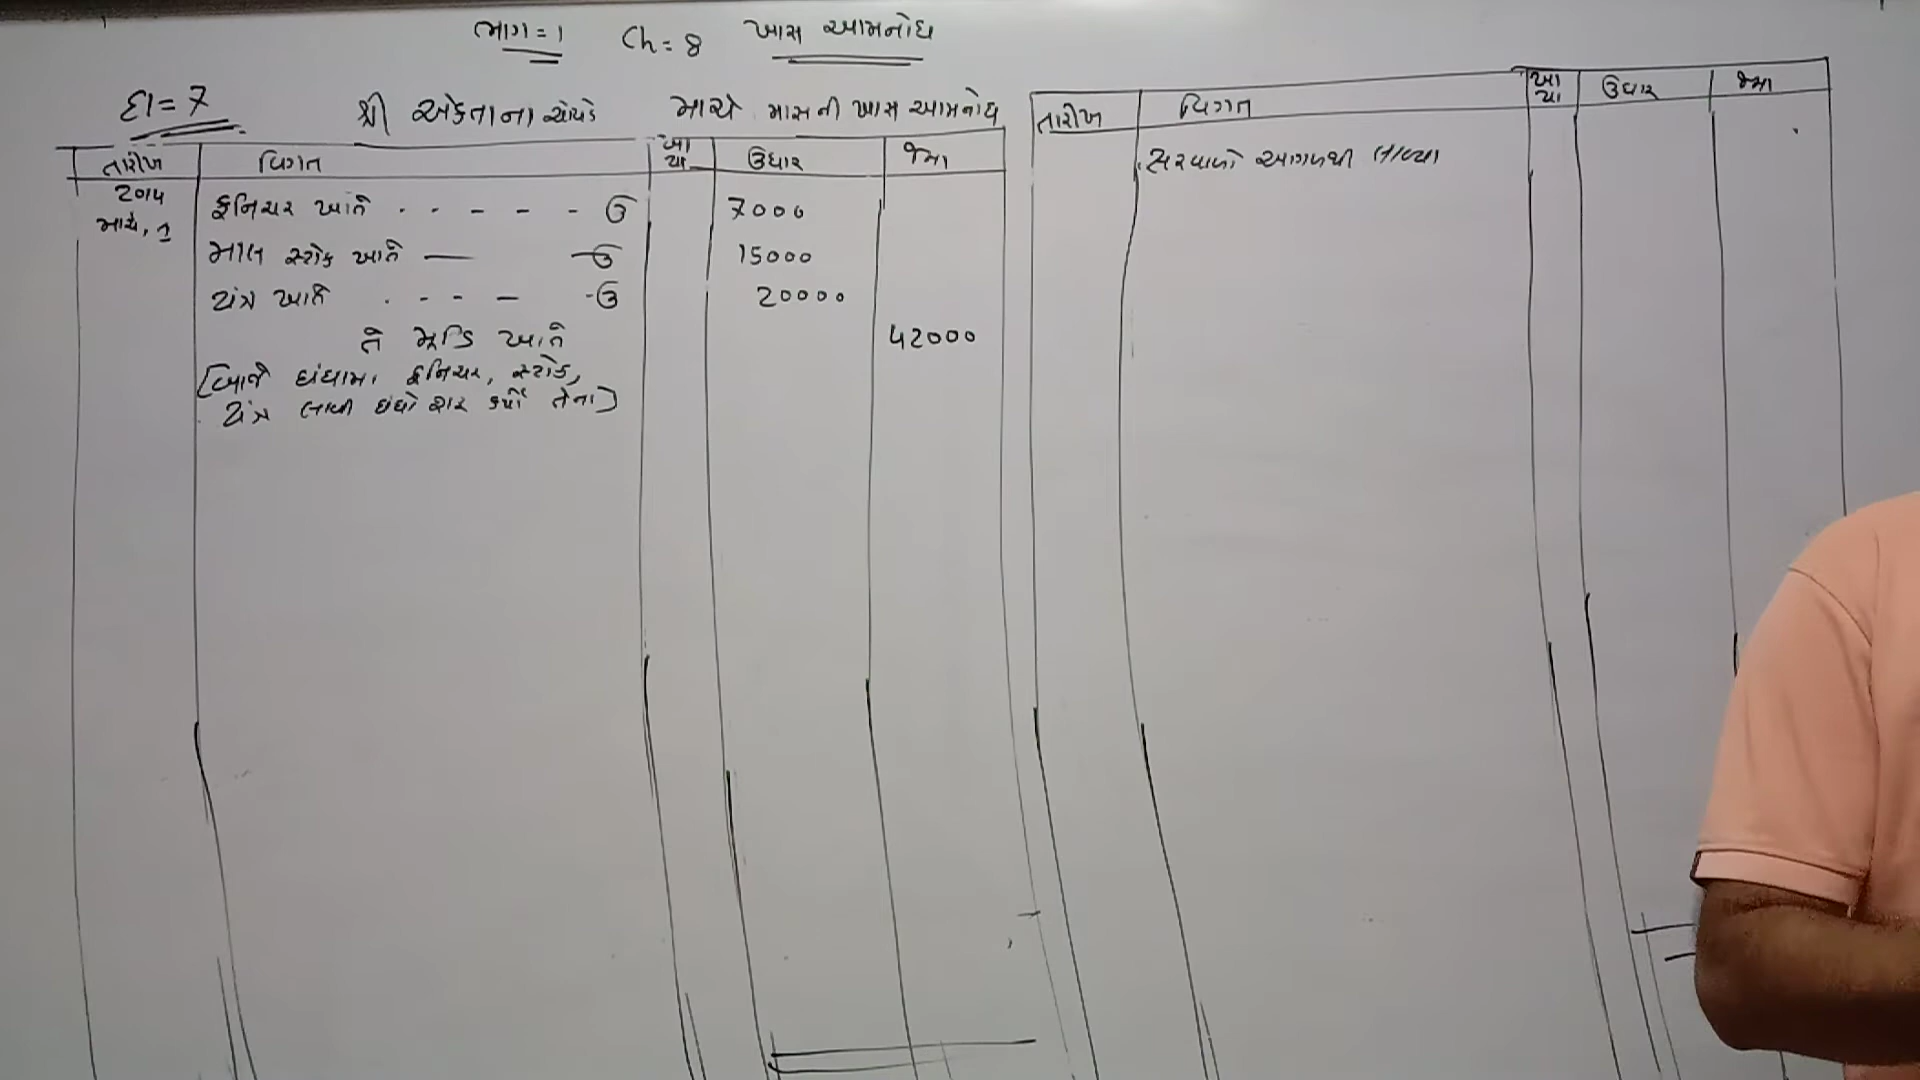 ભાગ = 1 Ch = 8 ખાસ આમનોંધ
દા = 7 શ્રી એકતાના ચોપડે માર્ચ માસની ખાસ આમનોંધ
તારીખ વિગત ખા પા ઉધાર જમા
2014 માર્ચ, 1
ફર્નિચર ખાતે . . - - - - ઉ 7000
માલ સ્ટોક ખાતે — ઉ 15000
યંત્ર ખાતે . - - - - ઉ 20000
તે મૂડિ ખાતે 42000
[આજે ધંધામાં ફર્નિચર, સ્ટોક,
યંત્ર લાવી ધંધો શરૂ કર્યો તેના]
તારીખ વિગત ખા પા ઉધાર જમા
સરવાળો આગળથી લાવ્યા